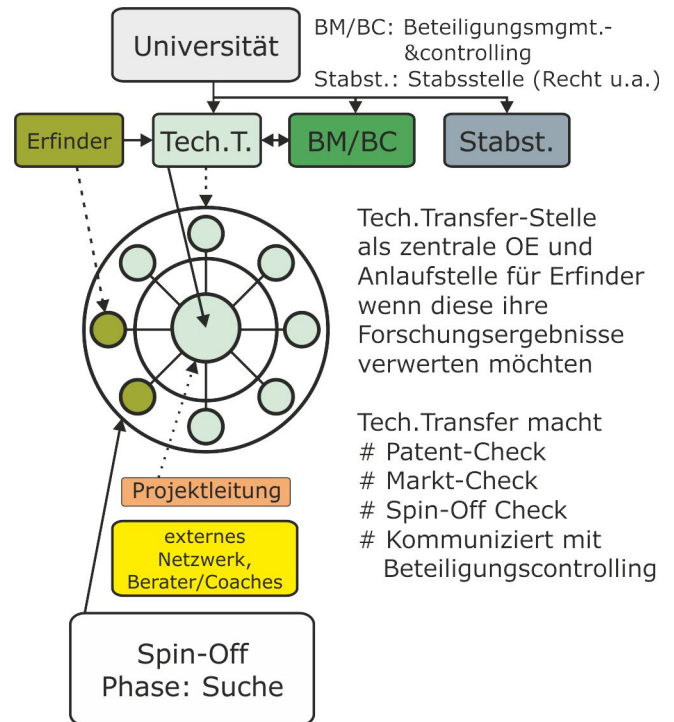 Universität
BM/BC: Beteiligungsmgmt.-
&controlling
Stabst.: Stabsstelle (Recht u.a.)
Erfinder
Tech.T.
BM/BC
Stabst.
Tech.Transfer-Stelle
als zentrale OE und
Anlaufstelle für Erfinder
wenn diese ihre
Forschungsergebnisse
verwerten möchten
Tech.Transfer macht
# Patent-Check
# Markt-Check
# Spin-Off Check
# Kommuniziert mit
Beteiligungscontrolling
Projektleitung
externes
Netzwerk,
Berater/Coaches
Spin-Off
Phase: Suche